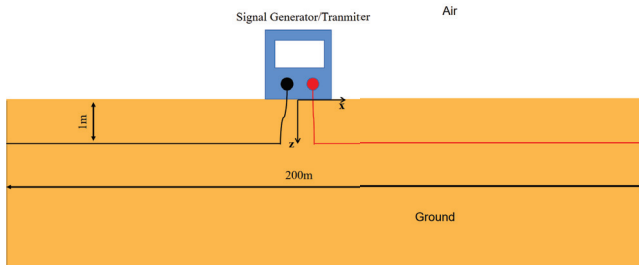 Signal Generator/Tranmiter
Air
x
1m
z
200m
Ground